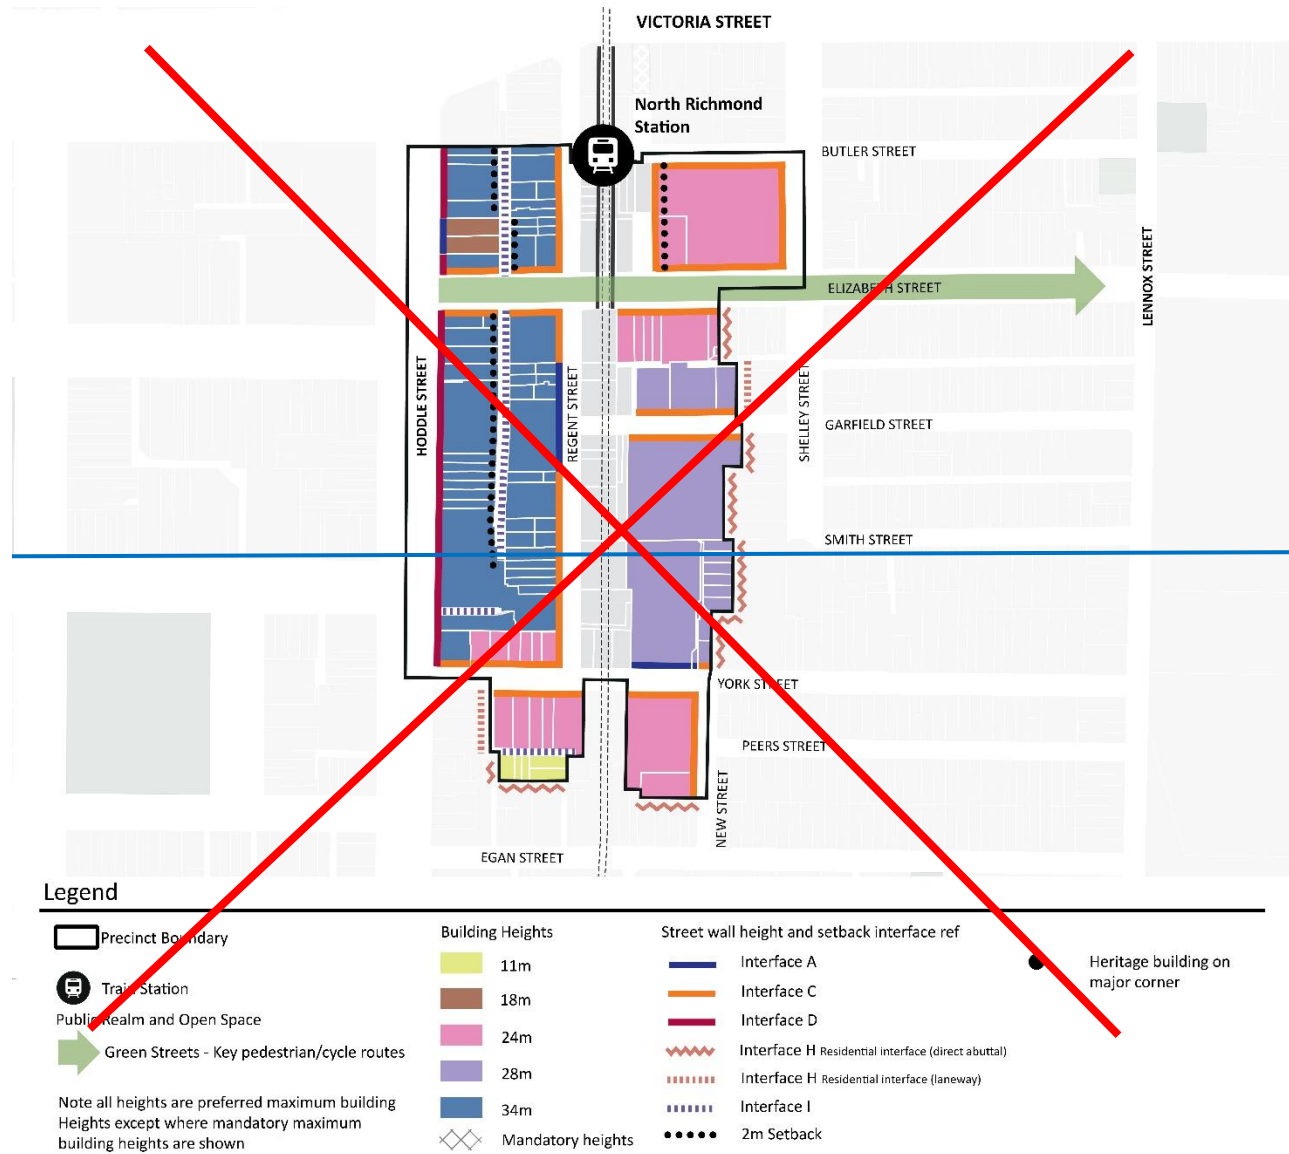 VICTORIA STREET
North Richmond
Station
BUTLER STREET
LENNOX STREET
ELIZABETH STREET
HODDLE STREET
REGENT STREET
SHELLEY STREET
GARFIELD STREET
SMITH STREET
YORK STREET
PEERS STREET
NEW STREET
EGAN STREET
Legend
Precinct Boundary
Train Station
Public Realm and Open Space
Green Streets - Key pedestrian/cycle routes
Note all heights are preferred maximum building
Heights except where mandatory maximum
building heights are shown
Building Heights
11m
18m
24m
28m
34m
Mandatory heights
Street wall height and setback interface ref
Interface A
Interface C
Interface D
Interface H Residential interface (direct abuttal)
Interface H Residential interface (laneway)
Interface I
2m Setback
Heritage building on
major corner